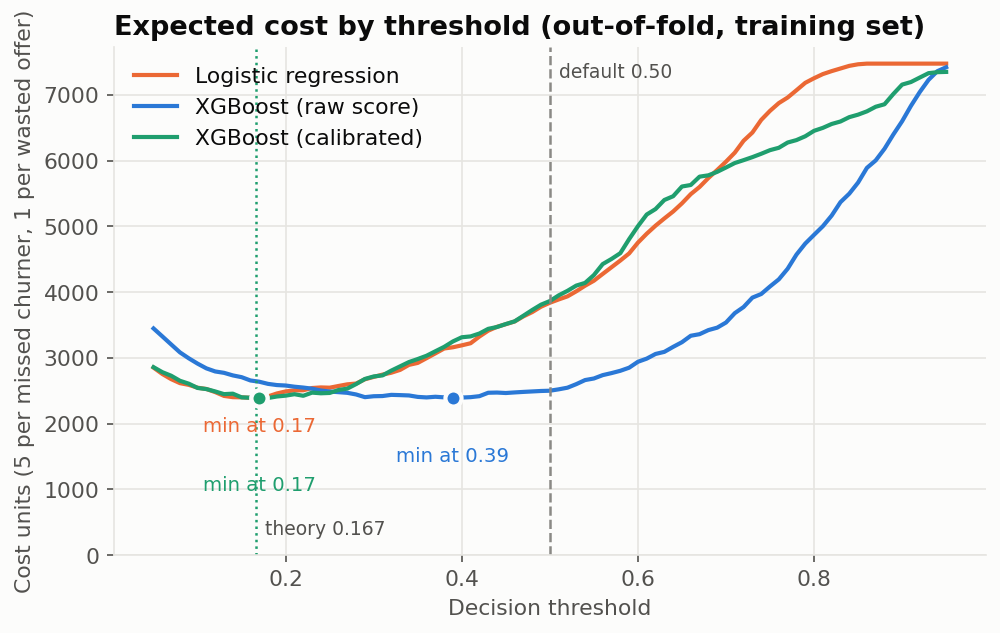 Expected cost by threshold (out-of-fold, training set)
Cost units (5 per missed churner, 1 per wasted offer)
Logistic regression
XGBoost (raw score)
XGBoost (calibrated)
default 0.50
7000
6000
5000
4000
3000
2000
1000
0
min at 0.17
min at 0.39
min at 0.17
theory 0.167
0.2
0.4
0.6
0.8
Decision threshold